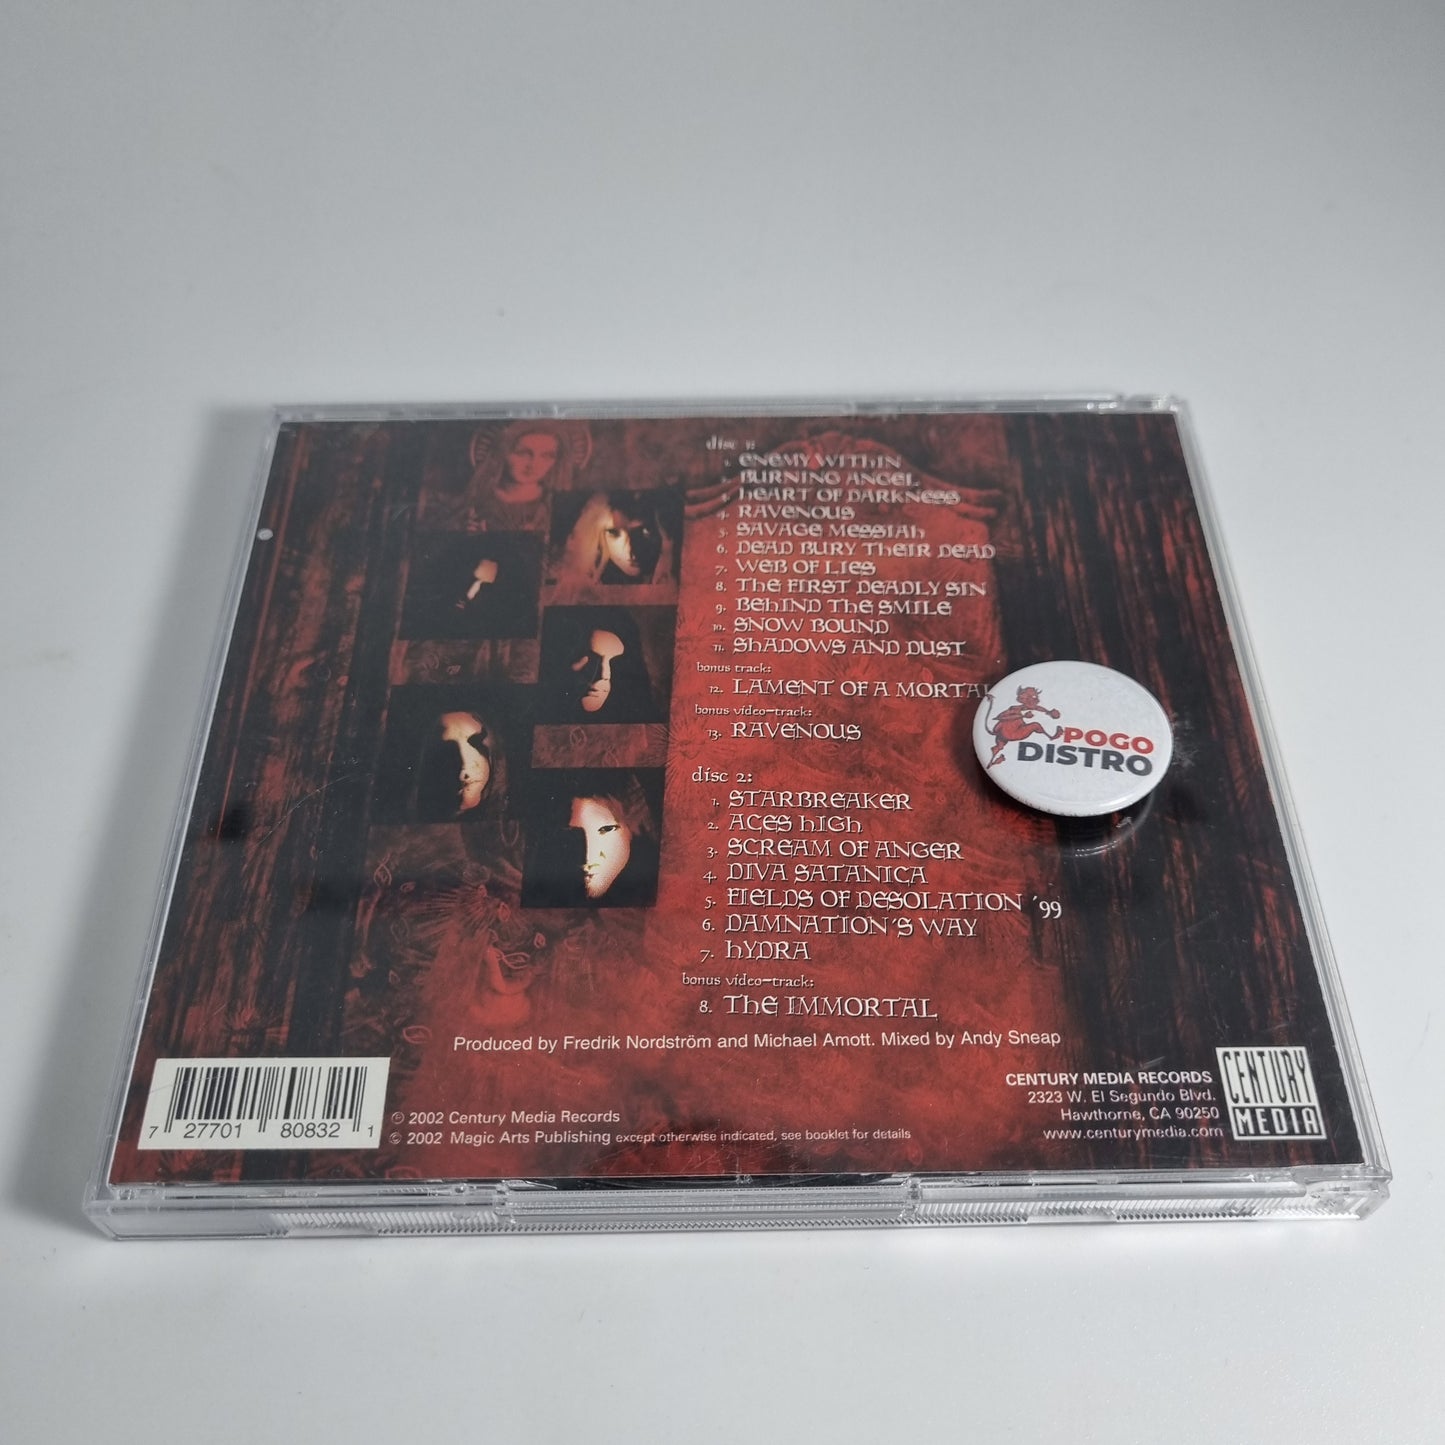 disc 1:
1. ENEMY WITHIN
2. BURNING ANGEL
3. HEART OF DARKNESS
4. RAVENOUS
5. SAVAGE MESSIAH
6. DEAD BURY THEIR DEAD
7. WEB OF LIES
8. THE FIRST DEADLY SIN
9. BEHIND THE SMILE
10. SNOW BOUND
11. SHADOWS AND DUST
bonus track:
12. LAMENT OF A MORTAL
bonus video-track:
13. RAVENOUS
POGO
DISTRO
disc 2:
1. STARBREAKER
2. ACES HIGH
3. SCREAM OF ANGER
4. DIVA SATANICA
5. FIELDS OF DESOLATION '99
6. DAMNATION'S WAY
7. HYDRA
bonus video-track:
8. THE IMMORTAL
Produced by Fredrik Nordström and Michael Amott. Mixed by Andy Sneap
7 27701 80832 1
℗ 2002 Century Media Records
© 2002 Magic Arts Publishing except otherwise indicated, see booklet for details
CENTURY MEDIA RECORDS
2323 W. El Segundo Blvd.
Hawthorne, CA 90250
www.centurymedia.com
CENTURY
MEDIA